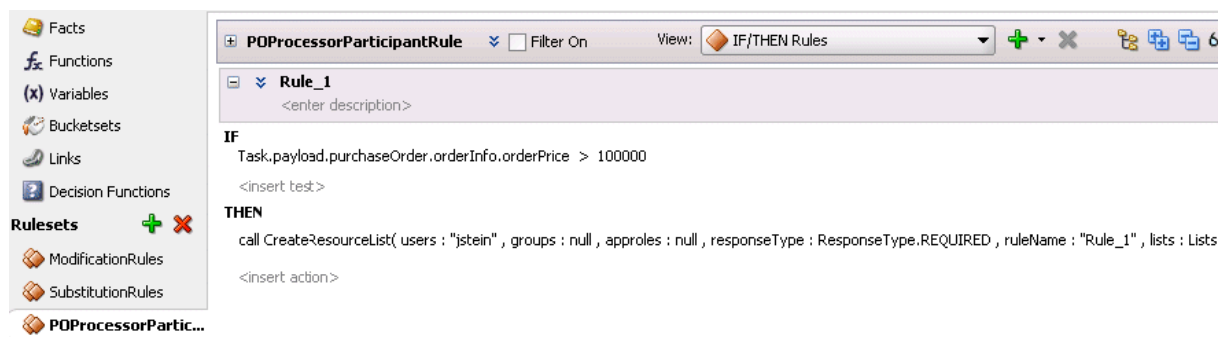 Facts
Functions
(x) Variables
Bucketsets
Links
Decision Functions
Rulesets
ModificationRules
SubstitutionRules
POProcessorPartic...
POProcessorParticipantRule Filter On View: IF/THEN Rules
Rule_1
<enter description>
IF
Task.payload.purchaseOrder.orderInfo.orderPrice > 100000
<insert test>
THEN
call CreateResourceList( users : "jstein" , groups : null , approles : null , responseType : ResponseType.REQUIRED , ruleName : "Rule_1" , lists : Lists
<insert action>